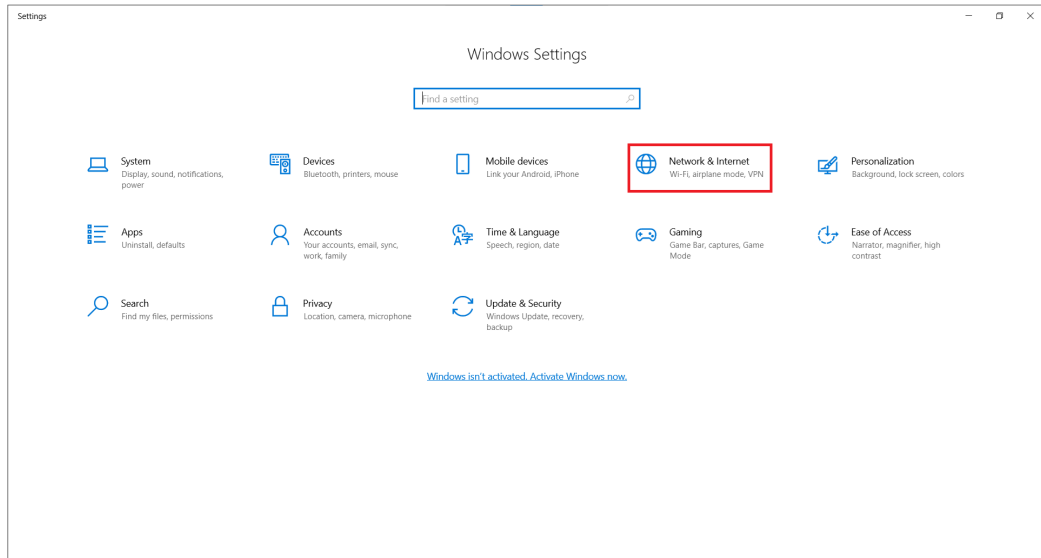 Settings
Windows Settings
Find a setting
System
Display, sound, notifications,
power
Devices
Bluetooth, printers, mouse
Mobile devices
Link your Android, iPhone
Network & Internet
Wi-Fi, airplane mode, VPN
Personalization
Background, lock screen, colors
Apps
Uninstall, defaults
Accounts
Your accounts, email, sync,
work, family
Time & Language
Speech, region, date
Gaming
Game Bar, captures, Game
Mode
Ease of Access
Narrator, magnifier, high
contrast
Search
Find my files, permissions
Privacy
Location, camera, microphone
Update & Security
Windows Update, recovery,
backup
Windows isn't activated. Activate Windows now.